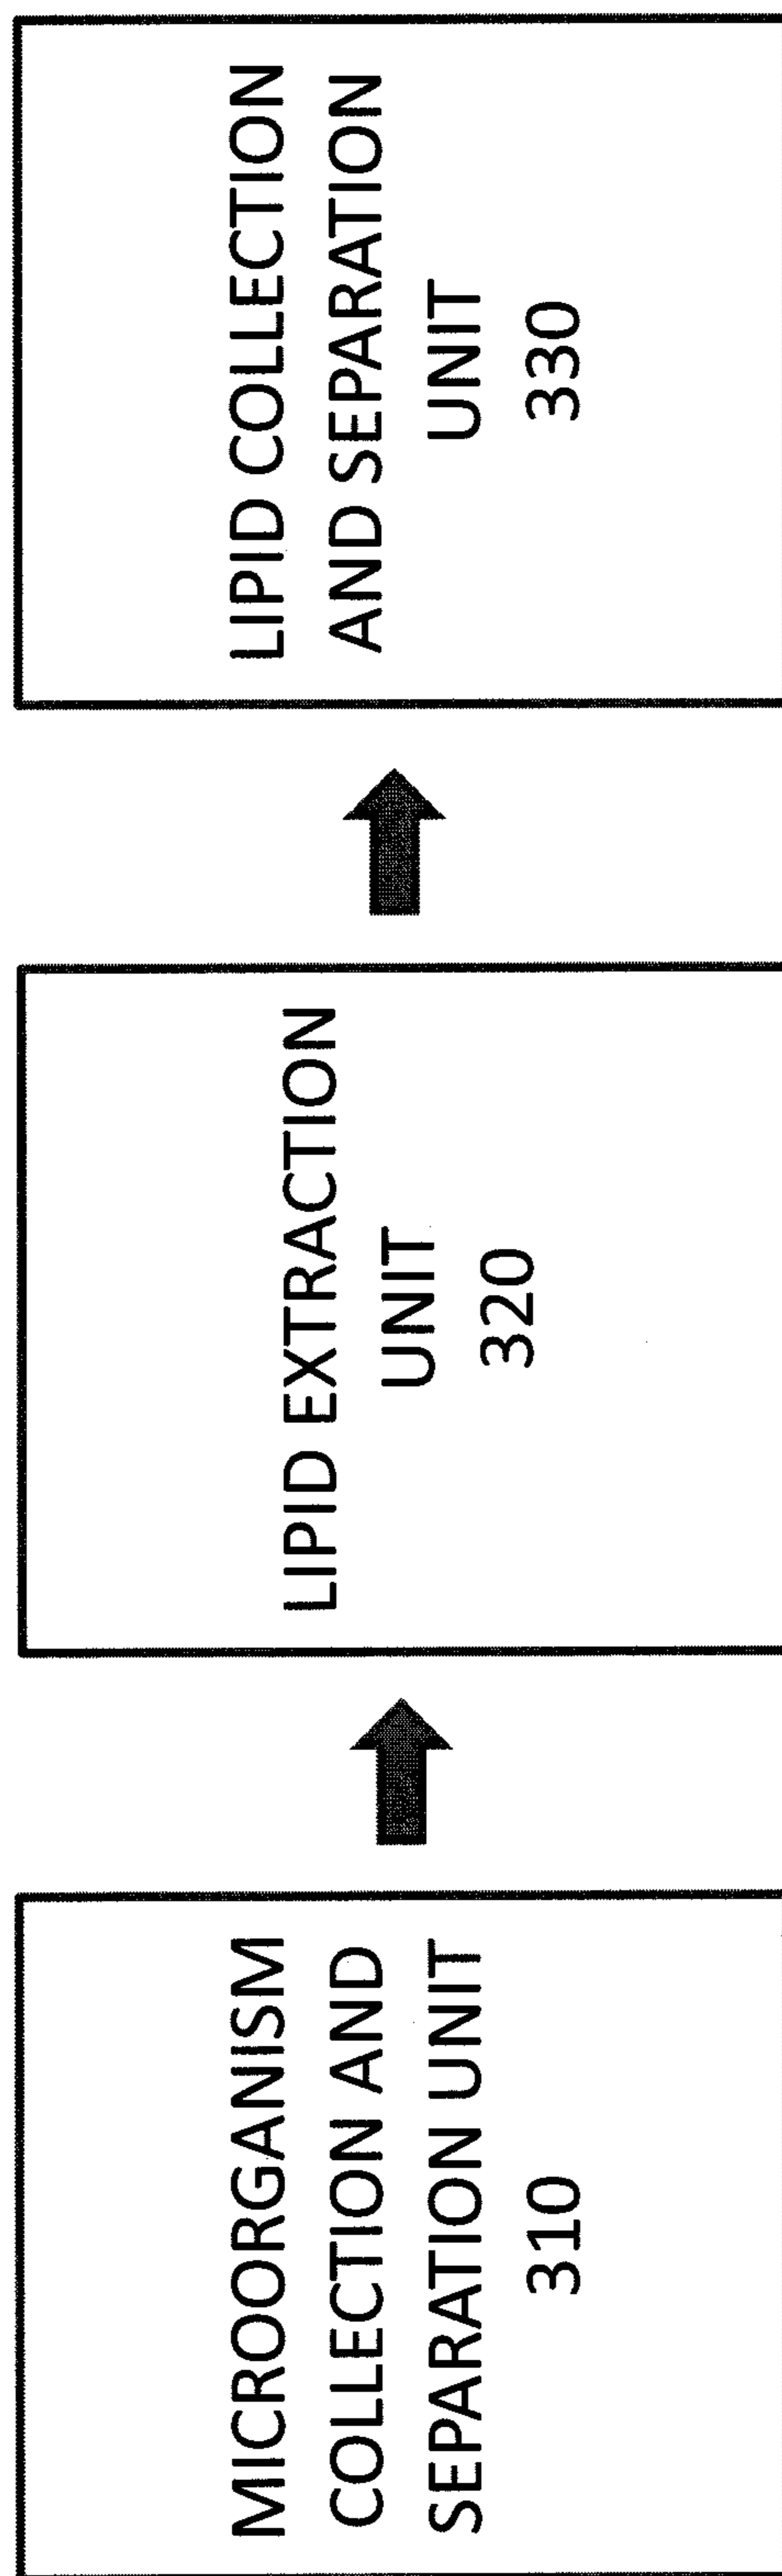 MICROORGANISM
COLLECTION AND
SEPARATION UNIT
310
LIPID EXTRACTION
UNIT
320
LIPID COLLECTION
AND SEPARATION
UNIT
330